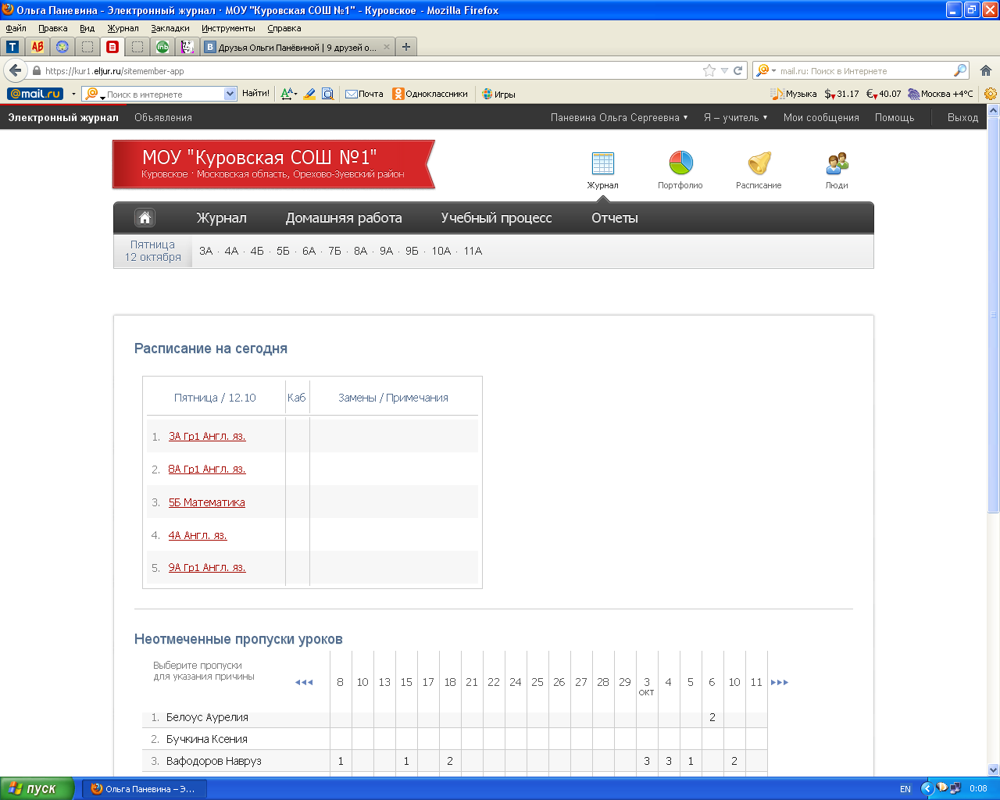 Ольга Паневина - Электронный журнал · МОУ "Куровская СОШ №1" - Куровское - Mozilla Firefox
Файл Правка Вид Журнал Закладки Инструменты Справка
T АВ inb В Друзья Ольги Панёвиной | 9 друзей о...
https://kur1.eljur.ru/sitemember-app mail.ru: Поиск в Интернете
@mail.ru Поиск в интернете Найти! Почта Одноклассники Игры Музыка $ 31.17 € 40.07 Москва +4°C
Электронный журнал Объявления Паневина Ольга Сергеевна Я – учитель Мои сообщения Помощь Выход
МОУ "Куровская СОШ №1"
Куровское · Московская область, Орехово-Зуевский район
Журнал Портфолио Расписание Люди
Журнал Домашняя работа Учебный процесс Отчеты
Пятница
12 октября
3А · 4А · 4Б · 5Б · 6А · 7Б · 8А · 9А · 9Б · 10А · 11А
Расписание на сегодня
Пятница / 12.10 Каб Замены / Примечания
1. 3А Гр1 Англ. яз.
2. 8А Гр1 Англ. яз.
3. 5Б Математика
4. 4А Англ. яз.
5. 9А Гр1 Англ. яз.
Неотмеченные пропуски уроков
Выберите пропуски
для указания причины
8 10 13 15 17 18 21 22 24 25 26 27 28 29 3 4 5 6 10 11
окт
1. Белоус Аурелия 2
2. Бучкина Ксения
3. Вафодоров Навруз 1 1 2 3 3 1 2
пуск Ольга Паневина – Э... EN 0:08